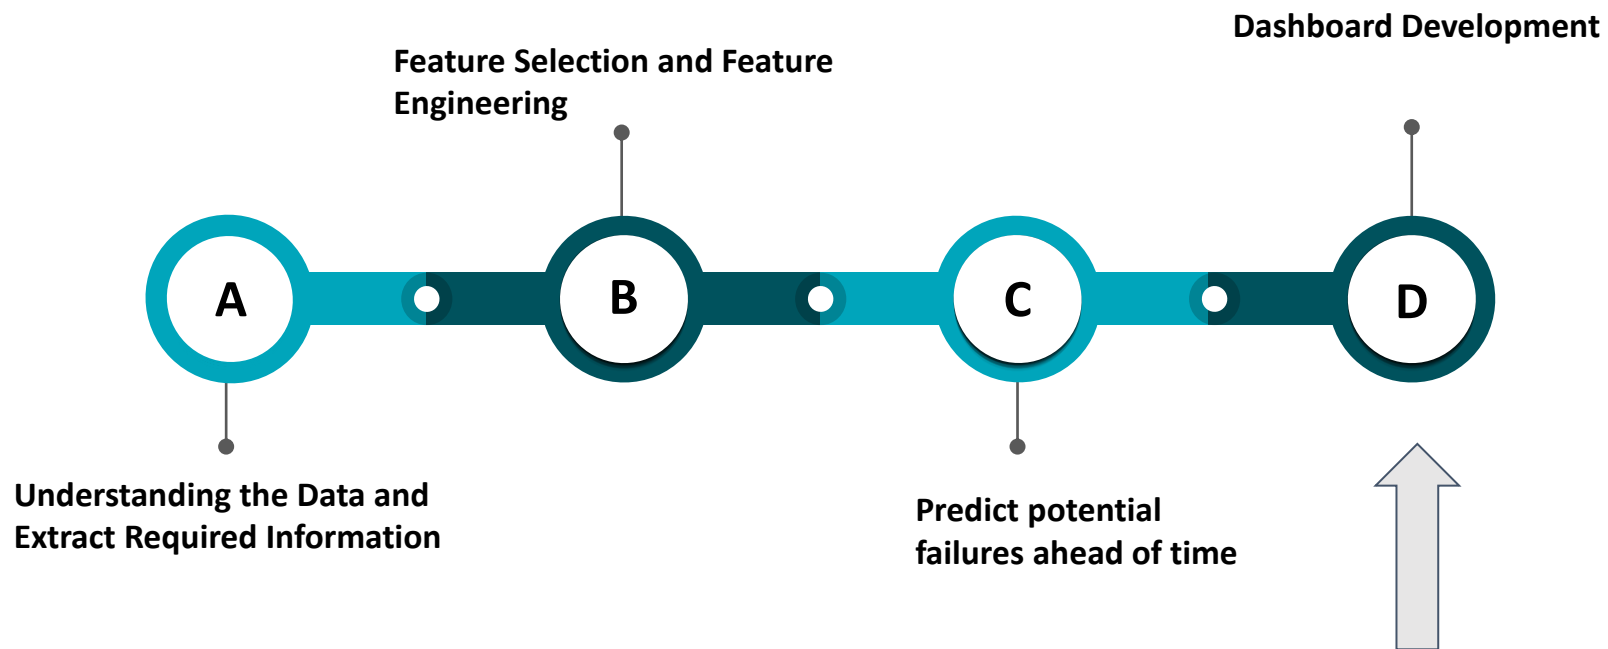 Dashboard Development
Feature Selection and Feature
Engineering
A
B
C
D
Understanding the Data and
Extract Required Information
Predict potential
failures ahead of time